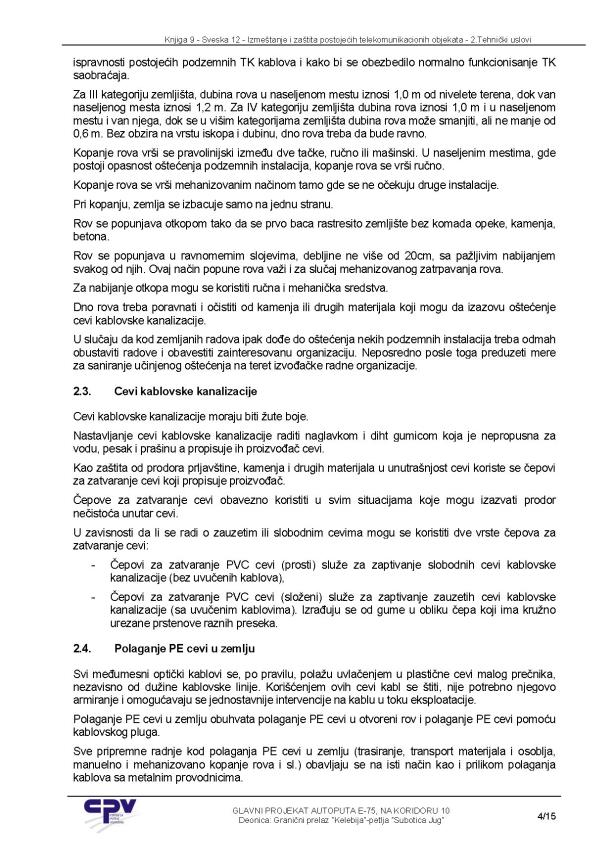 Knjiga 9 - Sveska 12 - Izmeštanje i zaštita postojećih telekomunikacionih objekata - 2.Tehnički uslovi
ispravnosti postojećih podzemnih TK kablova i kako bi se obezbedilo normalno funkcionisanje TK
saobraćaja.
Za III kategoriju zemljišta, dubina rova u naseljenom mestu iznosi 1,0 m od nivelete terena, dok van
naseljenog mesta iznosi 1,2 m. Za IV kategoriju zemljišta dubina rova iznosi 1,0 m i u naseljenom
mestu i van njega, dok se u višim kategorijama zemljišta dubina rova može smanjiti, ali ne manje od
0,6 m. Bez obzira na vrstu iskopa i dubinu, dno rova treba da bude ravno.
Kopanje rova vrši se pravolinijski između dve tačke, ručno ili mašinski. U naseljenim mestima, gde
postoji opasnost oštećenja podzemnih instalacija, kopanje rova se vrši ručno.
Kopanje rova se vrši mehanizovanim načinom tamo gde se ne očekuju druge instalacije.
Pri kopanju, zemlja se izbacuje samo na jednu stranu.
Rov se popunjava otkopom tako da se prvo baca rastresito zemljište bez komada opeke, kamenja,
betona.
Rov se popunjava u ravnomernim slojevima, debljine ne više od 20cm, sa pažljivim nabijanjem
svakog od njih. Ovaj način popune rova važi i za slučaj mehanizovanog zatrpavanja rova.
Za nabijanje otkopa mogu se koristiti ručna i mehanička sredstva.
Dno rova treba poravnati i očistiti od kamenja ili drugih materijala koji mogu da izazovu oštećenje
cevi kablovske kanalizacije.
U slučaju da kod zemljanih radova ipak dođe do oštećenja nekih podzemnih instalacija treba odmah
obustaviti radove i obavestiti zainteresovanu organizaciju. Neposredno posle toga preduzeti mere
za saniranje učinjenog oštećenja na teret izvođačke radne organizacije.
2.3. Cevi kablovske kanalizacije
Cevi kablovske kanalizacije moraju biti žute boje.
Nastavljanje cevi kablovske kanalizacije raditi naglavkom i diht gumicom koja je nepropusna za
vodu, pesak i prašinu a propisuje ih proizvođač cevi.
Kao zaštita od prodora prljavštine, kamenja i drugih materijala u unutrašnjost cevi koriste se čepovi
za zatvaranje cevi koji propisuje proizvođač.
Čepove za zatvaranje cevi obavezno koristiti u svim situacijama koje mogu izazvati prodor
nečistoća unutar cevi.
U zavisnosti da li se radi o zauzetim ili slobodnim cevima mogu se koristiti dve vrste čepova za
zatvaranje cevi:
- Čepovi za zatvaranje PVC cevi (prosti) služe za zaptivanje slobodnih cevi kablovske
kanalizacije (bez uvučenih kablova),
- Čepovi za zatvaranje PVC cevi (složeni) služe za zaptivanje zauzetih cevi kablovske
kanalizacije (sa uvučenim kablovima). Izrađuju se od gume u obliku čepa koji ima kružno
urezane prstenove raznih preseka.
2.4. Polaganje PE cevi u zemlju
Svi međumesni optički kablovi se, po pravilu, polažu uvlačenjem u plastične cevi malog prečnika,
nezavisno od dužine kablovske linije. Korišćenjem ovih cevi kabl se štiti, nije potrebno njegovo
armiranje i omogućavaju se jednostavnije intervencije na kablu u toku eksploatacije.
Polaganje PE cevi u zemlju obuhvata polaganje PE cevi u otvoreni rov i polaganje PE cevi pomoću
kablovskog pluga.
Sve pripremne radnje kod polaganja PE cevi u zemlju (trasiranje, transport materijala i osoblja,
manuelno i mehanizovano kopanje rova i sl.) obavljaju se na isti način kao i prilikom polaganja
kablova sa metalnim provodnicima.
CPV
GLAVNI PROJEKAT AUTOPUTA E-75, NA KORIDORU 10
Deonica: Granični prelaz "Kelebija"-petlja "Subotica Jug"
4/15